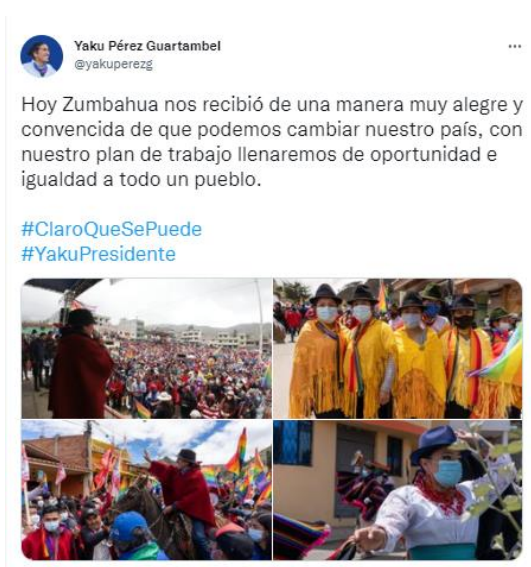 Yaku Pérez Guartambel
@yakuperezg
Hoy Zumbahua nos recibió de una manera muy alegre y
convencida de que podemos cambiar nuestro país, con
nuestro plan de trabajo llenaremos de oportunidad e
igualdad a todo un pueblo.
#ClaroQueSePuede
#YakuPresidente